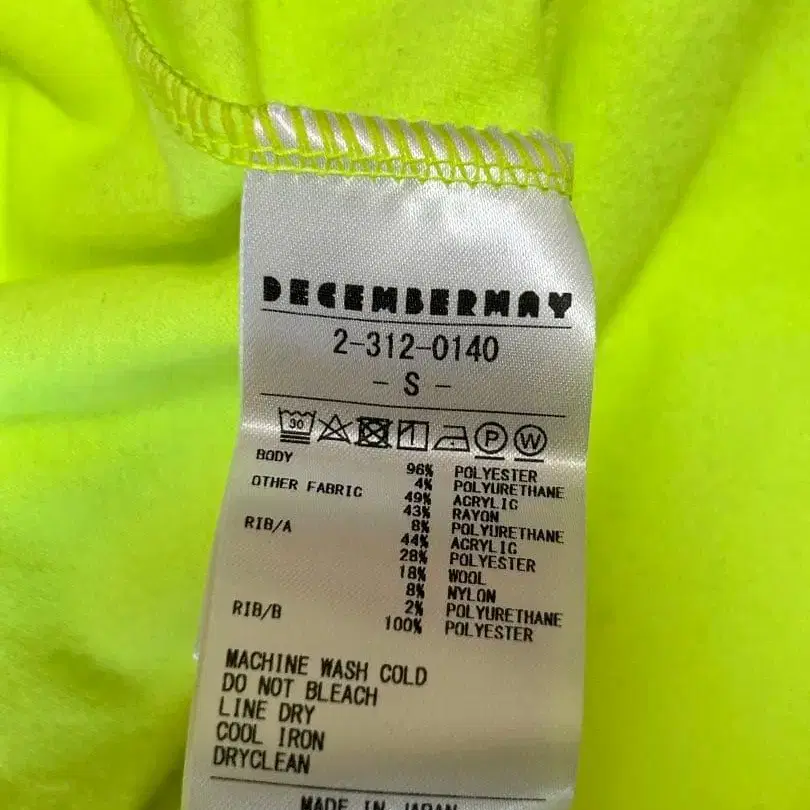 DECEMBERMAY
2-312-0140
- S -
30 P W
BODY 96% POLYESTER
4% POLYURETHANE
OTHER FABRIC 49% ACRYLIC
43% RAYON
8% POLYURETHANE
RIB/A 44% ACRYLIC
28% POLYESTER
18% WOOL
8% NYLON
2% POLYURETHANE
RIB/B 100% POLYESTER
MACHINE WASH COLD
DO NOT BLEACH
LINE DRY
COOL IRON
DRYCLEAN
MADE IN JAPAN